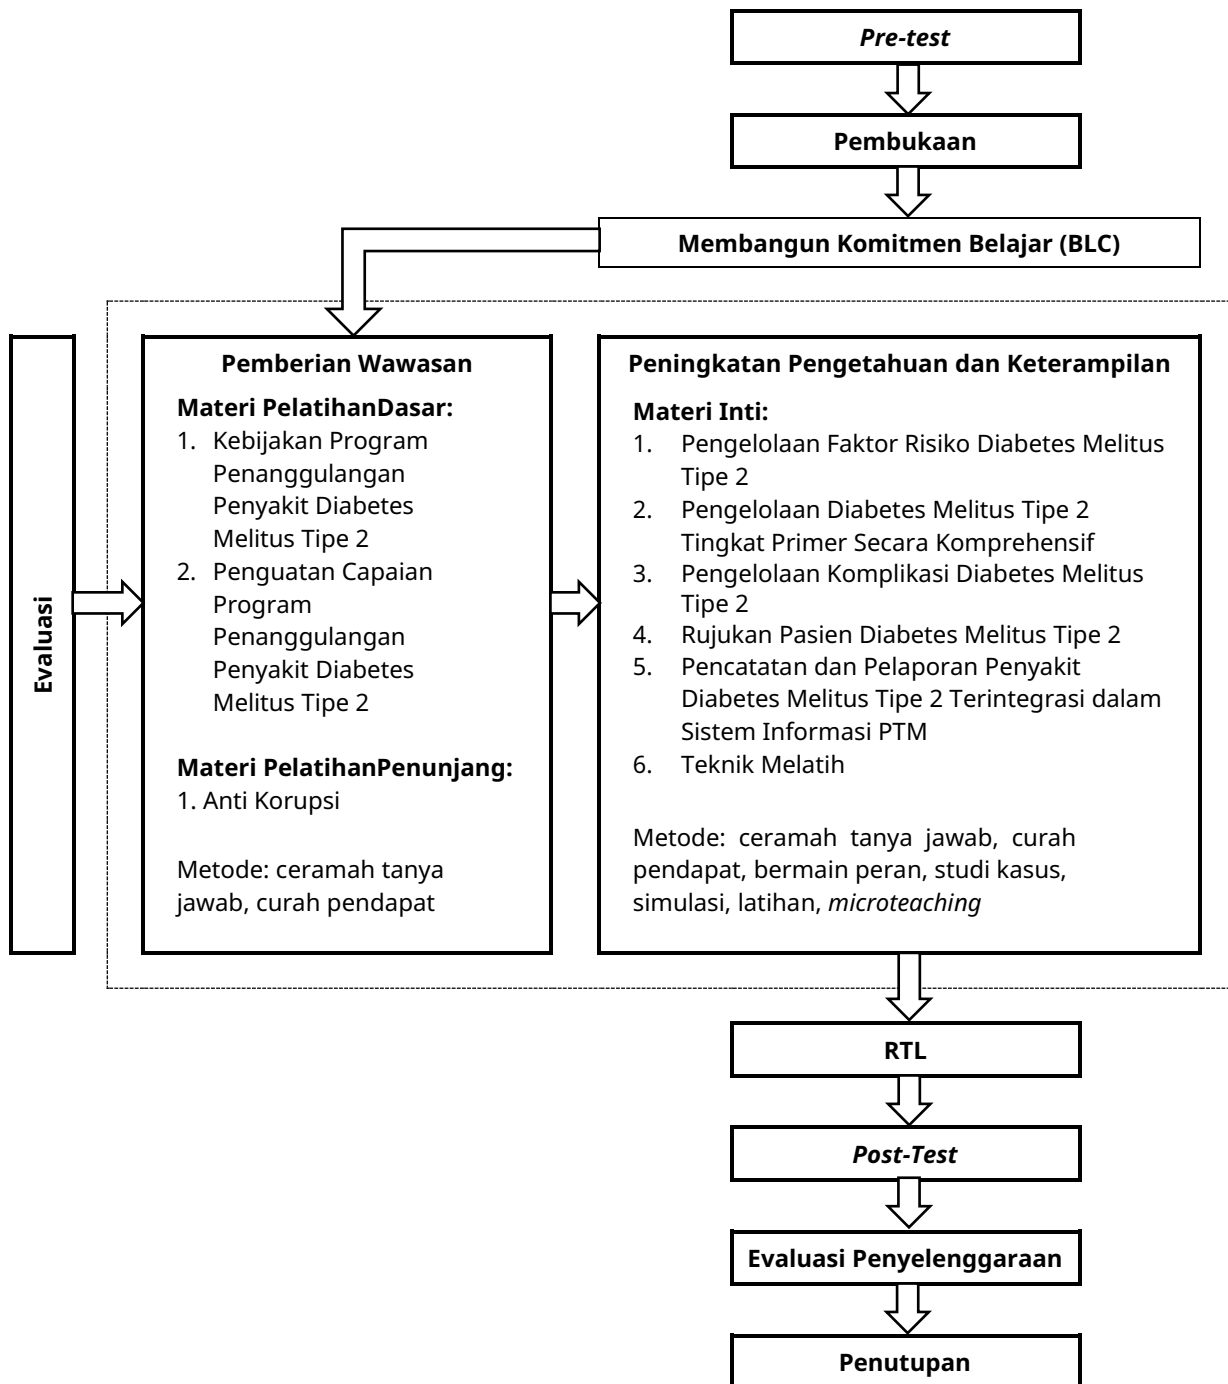 Pre-test
Pembukaan
Membangun Komitmen Belajar (BLC)
Evaluasi
Pemberian Wawasan
Materi PelatihanDasar:
1. Kebijakan Program
Penanggulangan
Penyakit Diabetes
Melitus Tipe 2
2. Penguatan Capaian
Program
Penanggulangan
Penyakit Diabetes
Melitus Tipe 2
Materi PelatihanPenunjang:
1. Anti Korupsi
Metode: ceramah tanya
jawab, curah pendapat
Peningkatan Pengetahuan dan Keterampilan
Materi Inti:
1. Pengelolaan Faktor Risiko Diabetes Melitus
Tipe 2
2. Pengelolaan Diabetes Melitus Tipe 2
Tingkat Primer Secara Komprehensif
3. Pengelolaan Komplikasi Diabetes Melitus
Tipe 2
4. Rujukan Pasien Diabetes Melitus Tipe 2
5. Pencatatan dan Pelaporan Penyakit
Diabetes Melitus Tipe 2 Terintegrasi dalam
Sistem Informasi PTM
6. Teknik Melatih
Metode: ceramah tanya jawab, curah
pendapat, bermain peran, studi kasus,
simulasi, latihan, microteaching
RTL
Post-Test
Evaluasi Penyelenggaraan
Penutupan